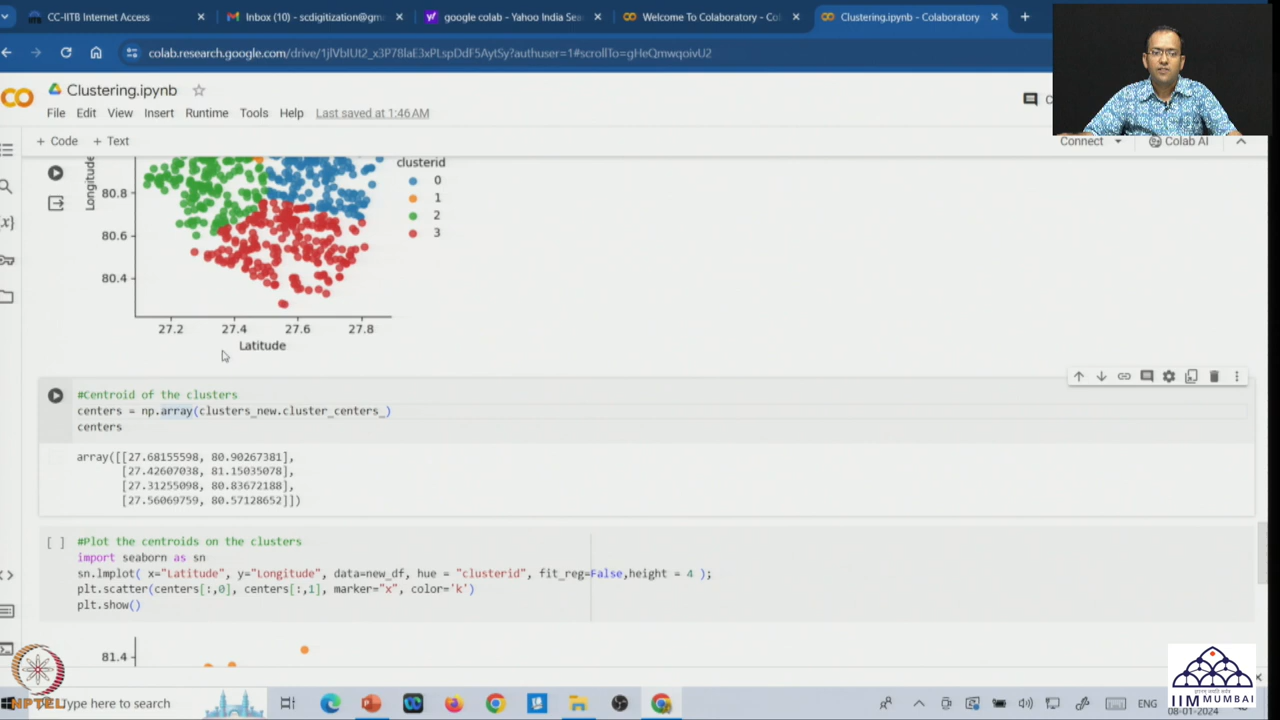 CC-IITB Internet Access
Inbox (10) - scdigitization@gm
google colab - Yahoo India Sea
Welcome To Colaboratory - Co
Clustering.ipynb - Colaboratory
colab.research.google.com/drive/1jlVbIUt2_x3P78IaE3xPLspDdF5AytSy?authuser=1#scrollTo=gHeQmwqoivU2
Clustering.ipynb
File Edit View Insert Runtime Tools Help Last saved at 1:46 AM
+ Code + Text
Connect
Colab AI
Longitude
80.8
80.6
80.4
27.2 27.4 27.6 27.8
Latitude
clusterid
0
1
2
3
#Centroid of the clusters
centers = np.array(clusters_new.cluster_centers_)
centers
array([[27.68155598, 80.90267381],
[27.42607038, 81.15035078],
[27.31255098, 80.83672188],
[27.56069759, 80.57128652]])
[ ] #Plot the centroids on the clusters
import seaborn as sn
sn.lmplot( x="Latitude", y="Longitude", data=new_df, hue = "clusterid", fit_reg=False,height = 4 );
plt.scatter(centers[:,0], centers[:,1], marker="x", color='k')
plt.show()
81.4
NPTEL
Type here to search
ENG
08-01-2024
IIM MUMBAI